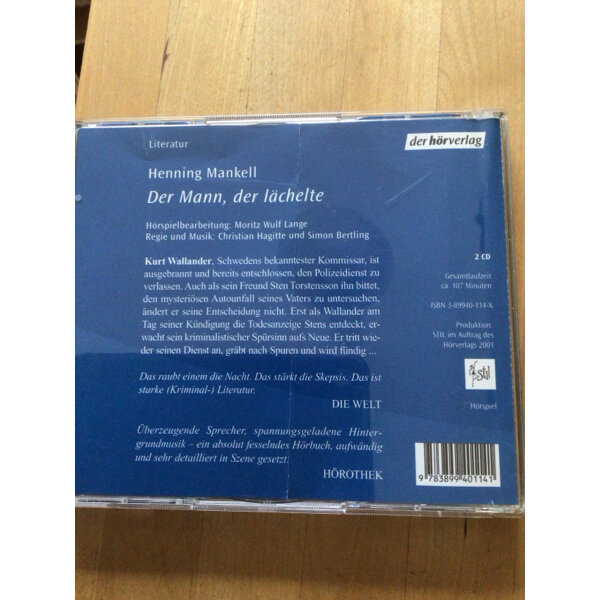 Literatur
Henning Mankell
Der Mann, der lächelte
Hörspielbearbeitung: Moritz Wulf Lange
Regie und Musik: Christian Hagitte und Simon Bertling
Kurt Wallander, Schwedens bekanntester Kommissar, ist
ausgebrannt und bereits entschlossen, den Polizeidienst zu
verlassen. Auch als sein Freund Sten Torstensson ihn bittet,
den mysteriösen Autounfall seines Vaters zu untersuchen,
ändert er seine Entscheidung nicht. Erst als Wallander am
Tag seiner Kündigung die Todesanzeige Stens entdeckt, er-
wacht sein kriminalistischer Spürsinn aufs Neue. Er tritt wie-
der seinen Dienst an, gräbt nach Spuren und wird fündig ...
Das raubt einem die Nacht. Das stärkt die Skepsis. Das ist
starke (Kriminal-) Literatur.
DIE WELT
Überzeugende Sprecher, spannungsgeladene Hinter-
grundmusik – ein absolut fesselndes Hörbuch, aufwändig
und sehr detailliert in Szene gesetzt.
HÖROTHEK
der hörverlag
2 CD
Gesamtlaufzeit
ca. 107 Minuten
ISBN 3-89940-114-X
Produktion
STIL im Auftrag des
Hörverlags 2001
Stil
Hörspiel
9 783899 401141